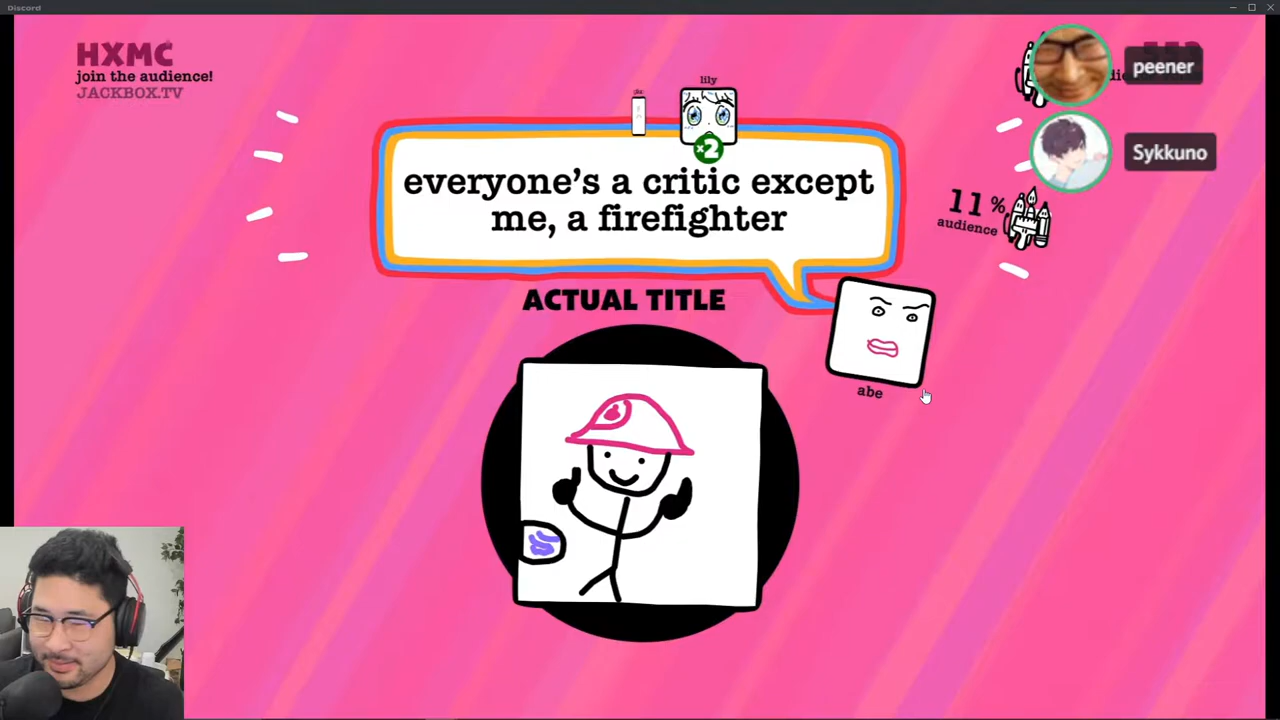 Discord
HXMC
join the audience!
JACKBOX.TV
lily
peener
Sykkuno
×2
everyone's a critic except
me, a firefighter
11%
audience
ACTUAL TITLE
abe